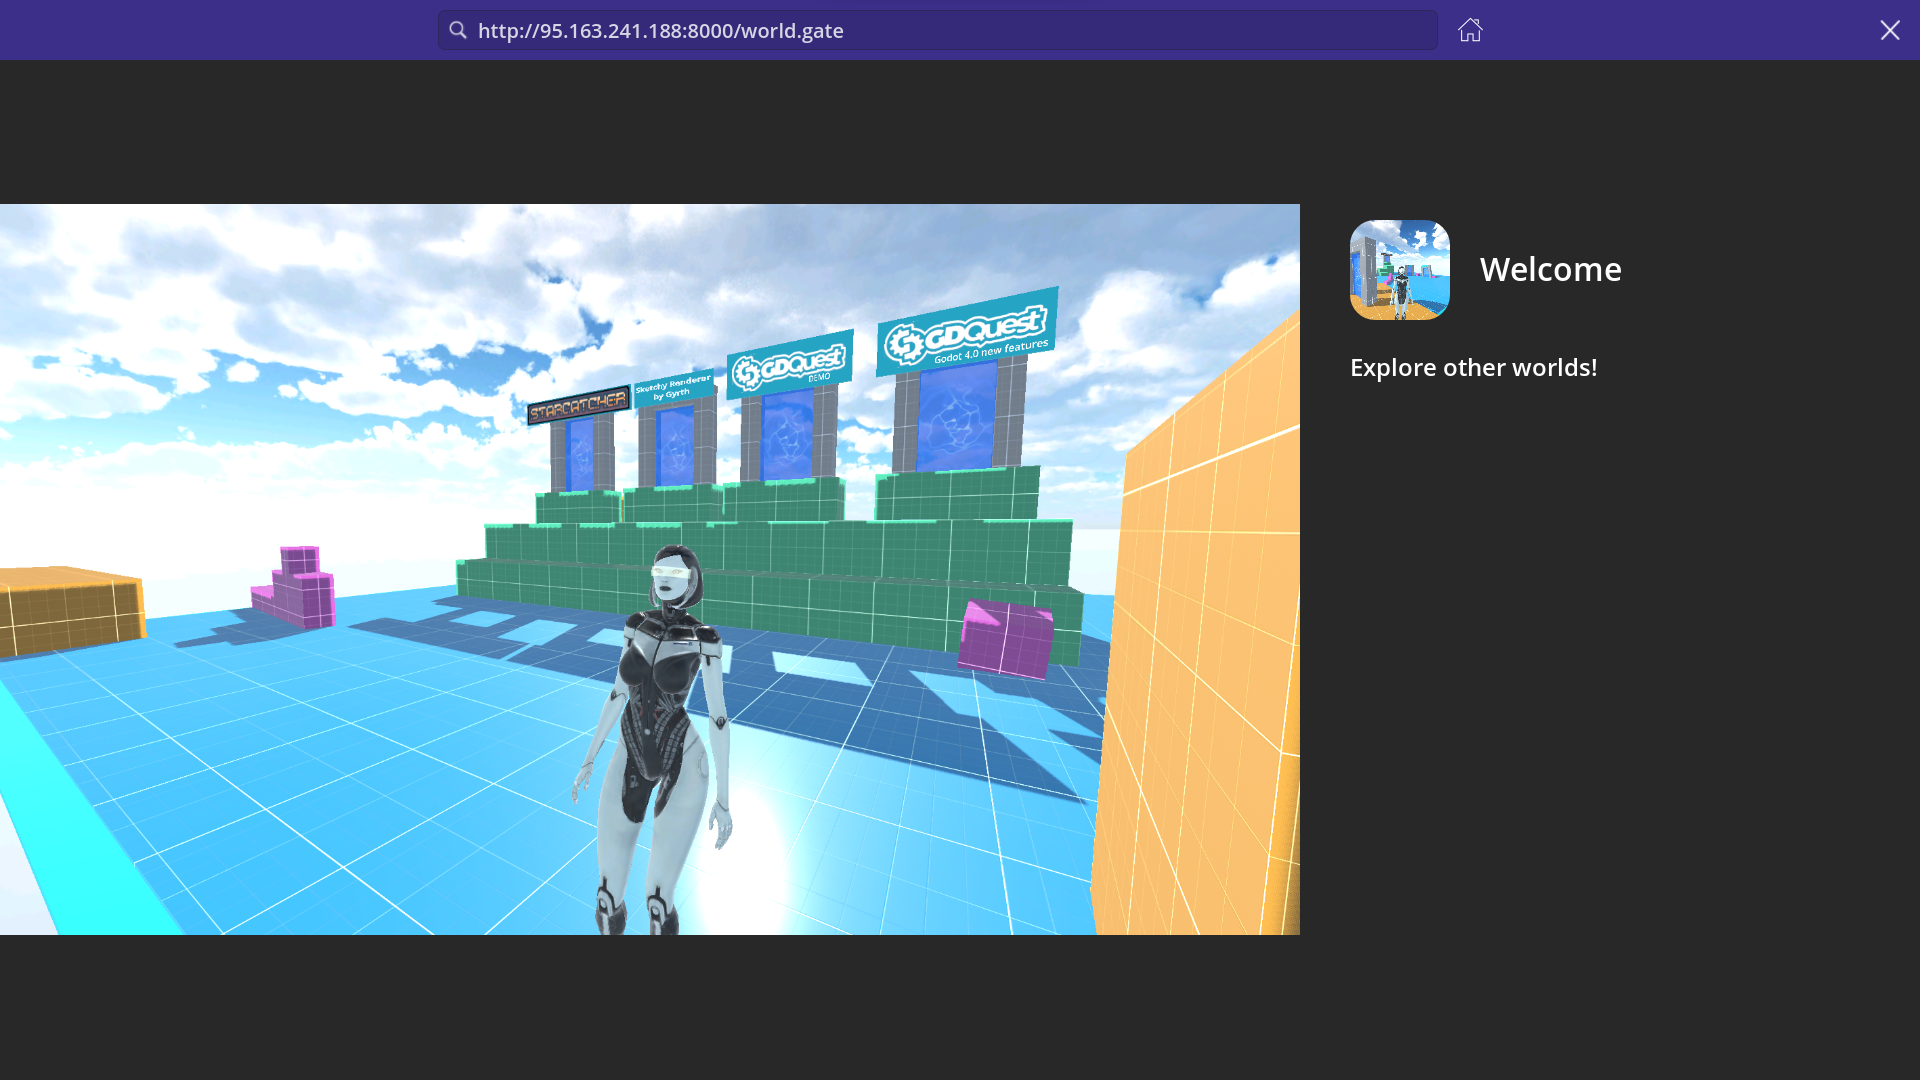 http://95.163.241.188:8000/world.gate
Welcome
Explore other worlds!
STARCATCHER
Sketchy Renderer
by Gyrth
GDQuest
DEMO
GDQuest
Godot 4.0 new features